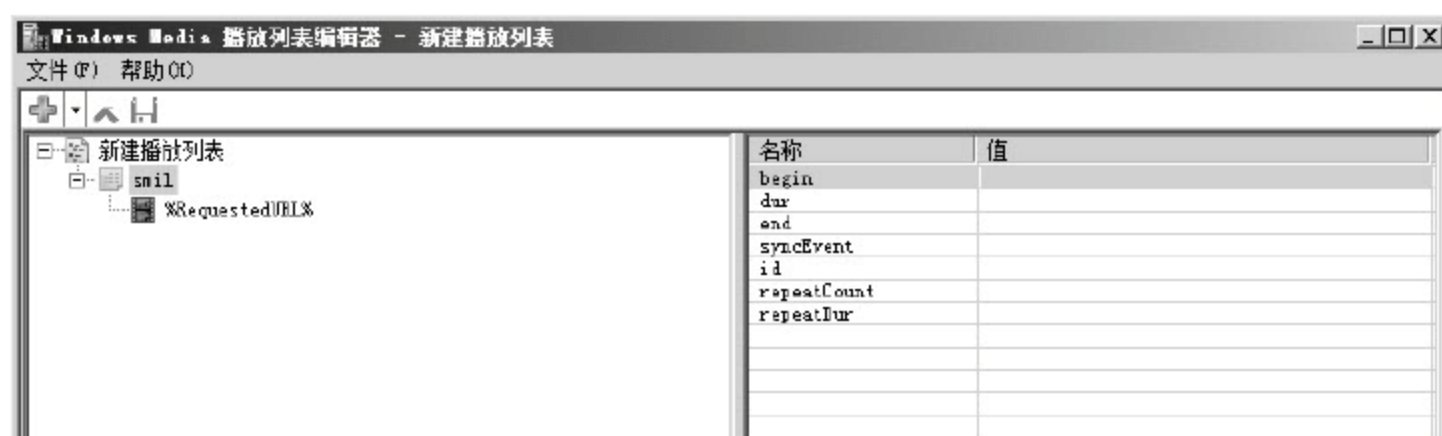 Windows Media 播放列表编辑器 - 新建播放列表
文件(F) 帮助(H)
新建播放列表
smil
%RequestedURL%
名称 值
begin
dur
end
syncEvent
id
repeatCount
repeatDur